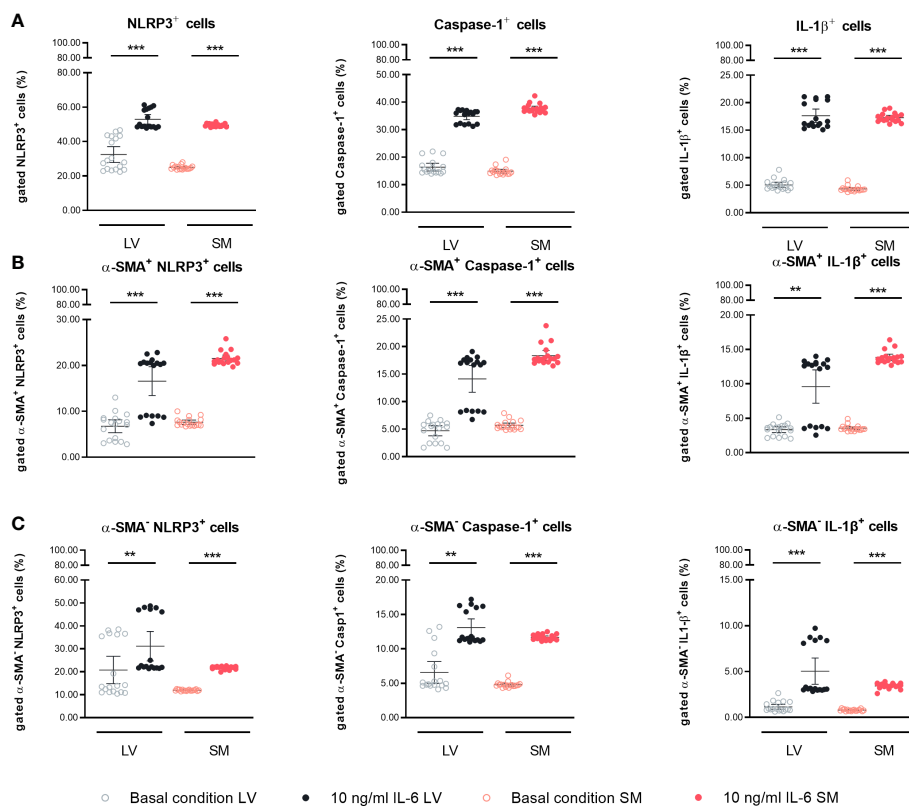 A
NLRP3⁺ cells
Caspase-1⁺ cells
IL-1β⁺ cells
gated NLRP3⁺ cells (%)
100.00
80.00
80.00
60.00
40.00
20.00
0.00
***
***
LV
SM
gated Caspase-1⁺ cells (%)
100.00
80.00
50.00
40.00
30.00
20.00
10.00
0.00
***
***
LV
SM
gated IL-1β⁺ cells (%)
100.00
80.00
25.00
20.00
15.00
10.00
5.00
0.00
***
***
LV
SM
B
α-SMA⁺ NLRP3⁺ cells
α-SMA⁺ Caspase-1⁺ cells
α-SMA⁺ IL-1β⁺ cells
gated α-SMA⁺ NLRP3⁺ cells (%)
100.00
80.00
30.00
20.00
10.00
0.00
***
***
gated α-SMA⁺ Caspase-1⁺ cells (%)
100.00
80.00
25.00
20.00
15.00
10.00
5.00
0.00
***
***
gated α-SMA⁺ IL-1β⁺ cells (%)
100.00
80.00
20.00
15.00
10.00
5.00
0.00
**
***
C
α-SMA⁻ NLRP3⁺ cells
α-SMA⁻ Caspase-1⁺ cells
α-SMA⁻ IL-1β⁺ cells
gated α-SMA⁻ NLRP3⁺ cells (%)
100.00
80.00
60.00
50.00
40.00
30.00
20.00
10.00
0.00
**
***
LV
SM
gated α-SMA⁻ Casp1⁺ cells (%)
100.00
80.00
20.00
15.00
10.00
5.00
0.00
**
***
LV
SM
gated α-SMA⁻ IL1-β⁺ cells (%)
100.00
80.00
15.00
10.00
5.00
0.00
***
***
LV
SM
Basal condition LV
10 ng/ml IL-6 LV
Basal condition SM
10 ng/ml IL-6 SM